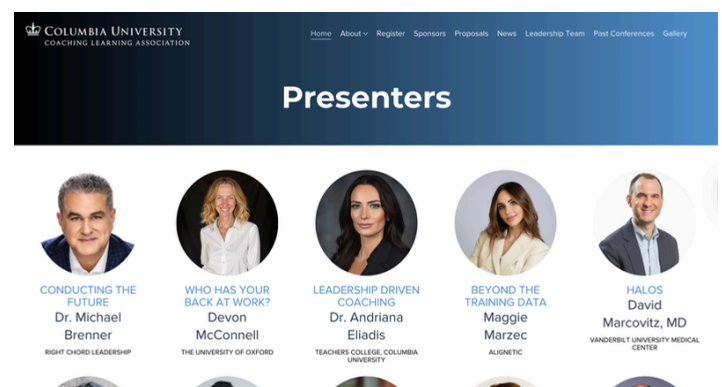 COLUMBIA UNIVERSITY
COACHING LEARNING ASSOCIATION
Home About Register Sponsors Proposals News Leadership Team Past Conferences Gallery
Presenters
CONDUCTING THE
FUTURE
Dr. Michael
Brenner
RIGHT CHORD LEADERSHIP
WHO HAS YOUR
BACK AT WORK?
Devon
McConnell
THE UNIVERSITY OF OXFORD
LEADERSHIP DRIVEN
COACHING
Dr. Andriana
Eliadis
TEACHERS COLLEGE, COLUMBIA
UNIVERSITY
BEYOND THE
TRAINING DATA
Maggie
Marzec
ALIGNETIC
HALOS
David
Marcovitz, MD
VANDERBILT UNIVERSITY MEDICAL
CENTER